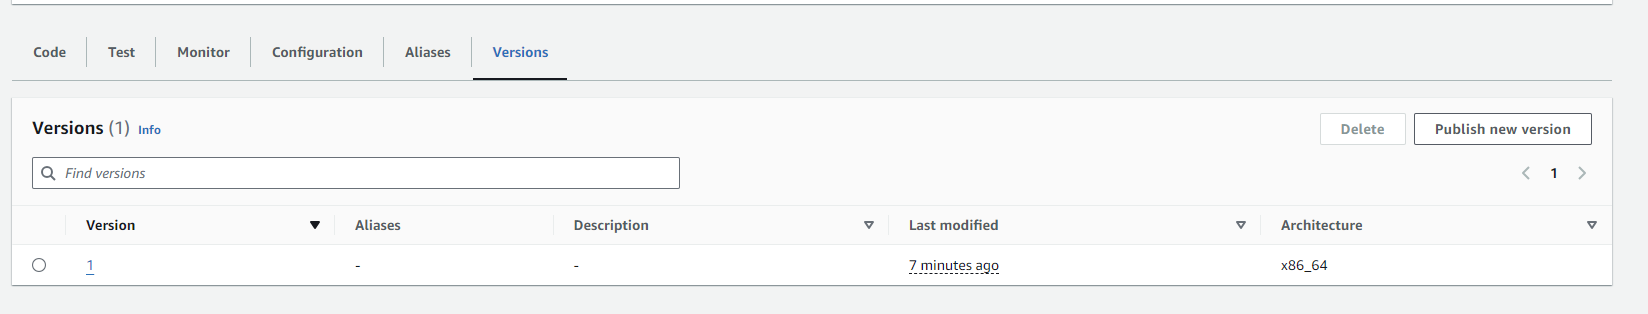 Code Test Monitor Configuration Aliases Versions
Versions (1) Info Delete Publish new version
Find versions 1
Version Aliases Description Last modified Architecture
1 - - 7 minutes ago x86_64